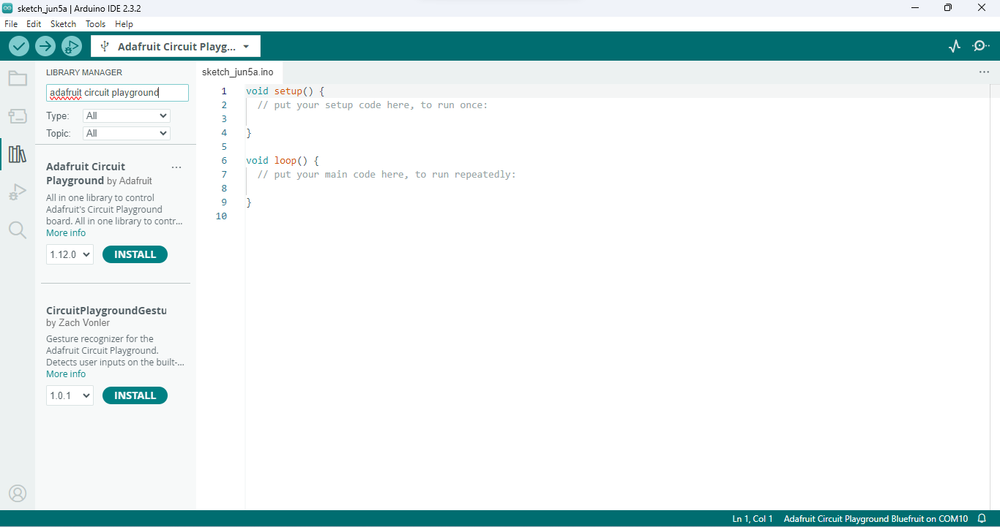 sketch_jun5a | Arduino IDE 2.3.2
File Edit Sketch Tools Help
Adafruit Circuit Playg...
LIBRARY MANAGER
adafruit circuit playground
Type: All
Topic: All
Adafruit Circuit
Playground by Adafruit
All in one library to control
Adafruit's Circuit Playground
board. All in one library to contr...
More info
1.12.0 INSTALL
CircuitPlaygroundGestu
by Zach Vonler
Gesture recognizer for the
Adafruit Circuit Playground.
Detects user inputs on the built-...
More info
1.0.1 INSTALL
sketch_jun5a.ino
1 void setup() {
2 // put your setup code here, to run once:
3
4 }
5
6 void loop() {
7 // put your main code here, to run repeatedly:
8
9 }
10
Ln 1, Col 1 Adafruit Circuit Playground Bluefruit on COM10